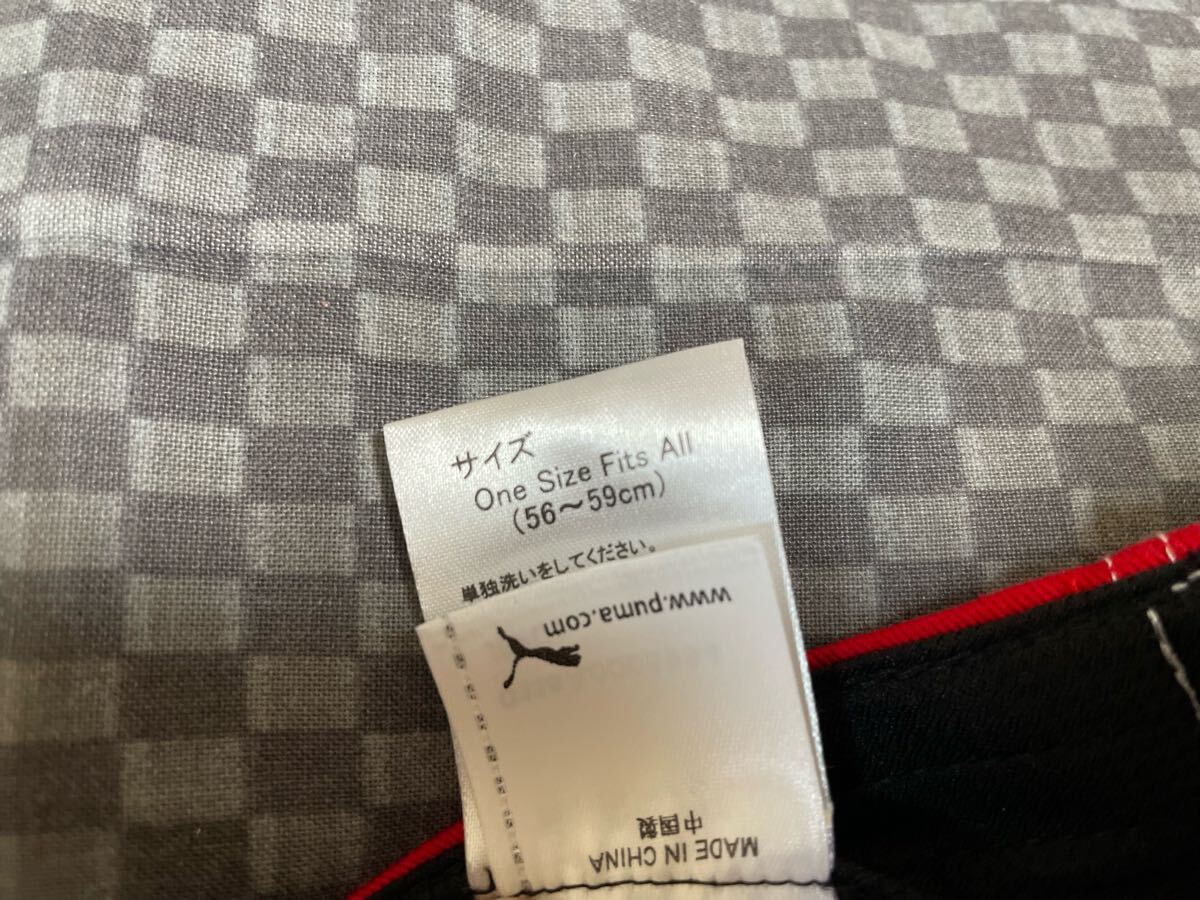 サイズ
One Size Fits All
(56～59cm)
単独洗いをしてください。
www.puma.com
MADE IN CHINA
中国製